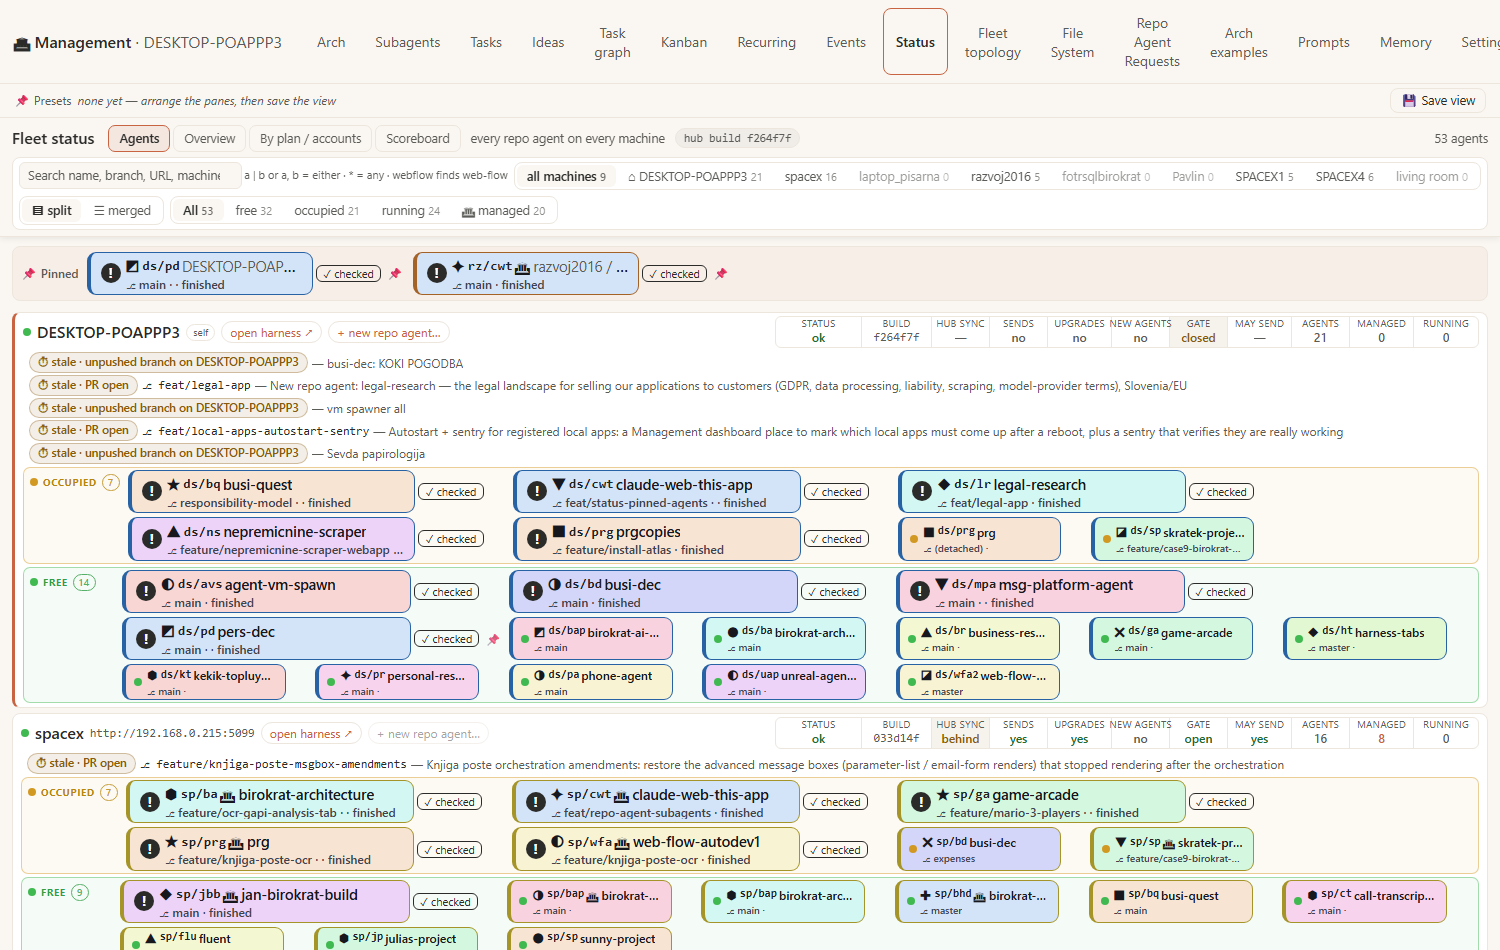 Management · DESKTOP-POAPPP3
Arch
Subagents
Tasks
Ideas
Task graph
Kanban
Recurring
Events
Status
Fleet topology
File System
Repo Agent Requests
Arch examples
Prompts
Memory
Presets none yet — arrange the panes, then save the view
Save view
Fleet status Agents Overview By plan / accounts Scoreboard every repo agent on every machine hub build f264f7f 53 agents
Search name, branch, URL, machine a | b or a, b = either · * = any · webflow finds web-flow all machines 9 ⌂ DESKTOP-POAPPP3 21 spacex 16 laptop_pisarna 0 razvoj2016 5 fotrsqlbirokrat 0 Pavlin 0 SPACEX1 5 SPACEX4 6 living room 0
split ☰ merged All 53 free 32 occupied 21 running 24 managed 20
Pinned
ds/pd DESKTOP-POAP... ✓ checked
main · · finished
rz/cwt razvoj2016 / ... ✓ checked
main · finished
DESKTOP-POAPPP3 self open harness ↗ + new repo agent...
STATUS BUILD HUB SYNC SENDS UPGRADES NEW AGENTS GATE MAY SEND AGENTS MANAGED RUNNING
ok f264f7f — no no no closed — 21 0 0
stale · unpushed branch on DESKTOP-POAPPP3 — busi-dec: KOKI POGODBA
stale · PR open feat/legal-app — New repo agent: legal-research — the legal landscape for selling our applications to customers (GDPR, data processing, liability, scraping, model-provider terms), Slovenia/EU
stale · unpushed branch on DESKTOP-POAPPP3 — vm spawner all
stale · PR open feat/local-apps-autostart-sentry — Autostart + sentry for registered local apps: a Management dashboard place to mark which local apps must come up after a reboot, plus a sentry that verifies they are really working
stale · unpushed branch on DESKTOP-POAPPP3 — Sevda papirologija
OCCUPIED 7
! ★ ds/bq busi-quest ✓ checked
responsibility-model · · finished
! ▼ ds/cwt claude-web-this-app ✓ checked
feat/status-pinned-agents · · finished
! ◆ ds/lr legal-research ✓ checked
feat/legal-app · finished
! ▲ ds/ns nepremicnine-scraper ✓ checked
feature/nepremicnine-scraper-webapp ...
! ■ ds/prg prgcopies ✓ checked
feature/install-atlas · finished
■ ds/prg prg
(detached) ·
ds/sp skratek-proje...
feature/case9-birokrat-...
FREE 14
! ds/avs agent-vm-spawn ✓ checked
main · finished
! ds/bd busi-dec ✓ checked
main · finished
! ▼ ds/mpa msg-platform-agent ✓ checked
main · · finished
! ds/pd pers-dec ✓ checked
main · · finished
ds/bap birokrat-ai-...
main
● ds/ba birokrat-arch...
main ·
▲ ds/br business-res...
main ·
✕ ds/ga game-arcade
main ·
◆ ds/ht harness-tabs
master ·
ds/kt kekik-topluy...
main ·
✦ ds/pr personal-res...
main ·
ds/pa phone-agent
main
ds/uap unreal-agen...
main ·
ds/wfa2 web-flow-...
master
spacex http://192.168.0.215:5099 open harness ↗ + new repo agent...
STATUS BUILD HUB SYNC SENDS UPGRADES NEW AGENTS GATE MAY SEND AGENTS MANAGED RUNNING
ok 033d14f behind yes yes no open yes 16 8 0
stale · PR open feature/knjiga-poste-msgbox-amendments — Knjiga poste orchestration amendments: restore the advanced message boxes (parameter-list / email-form renders) that stopped rendering after the orchestration
OCCUPIED 7
! sp/ba birokrat-architecture ✓ checked
feature/ocr-gapi-analysis-tab · · finished
! ✦ sp/cwt claude-web-this-app ✓ checked
feat/repo-agent-subagents · finished
! ★ sp/ga game-arcade ✓ checked
feature/mario-3-players · · finished
! ★ sp/prg prg ✓ checked
feature/knjiga-poste-ocr · · finished
! sp/wfa web-flow-autodev1 ✓ checked
feature/knjiga-poste-ocr · finished
✕ sp/bd busi-dec
expenses
▼ sp/sp skratek-pr...
feature/case9-birokrat-...
FREE 9
! ◆ sp/jbb jan-birokrat-build ✓ checked
main · finished
sp/bap birokrat-...
main ·
sp/bap birokrat-arc...
main ·
sp/bhd birokrat-...
master
■ sp/bq busi-quest
main
sp/ct call-transcrip...
main ·
▲ sp/flu fluent
sp/jp julias-project
● sp/sp sunny-project